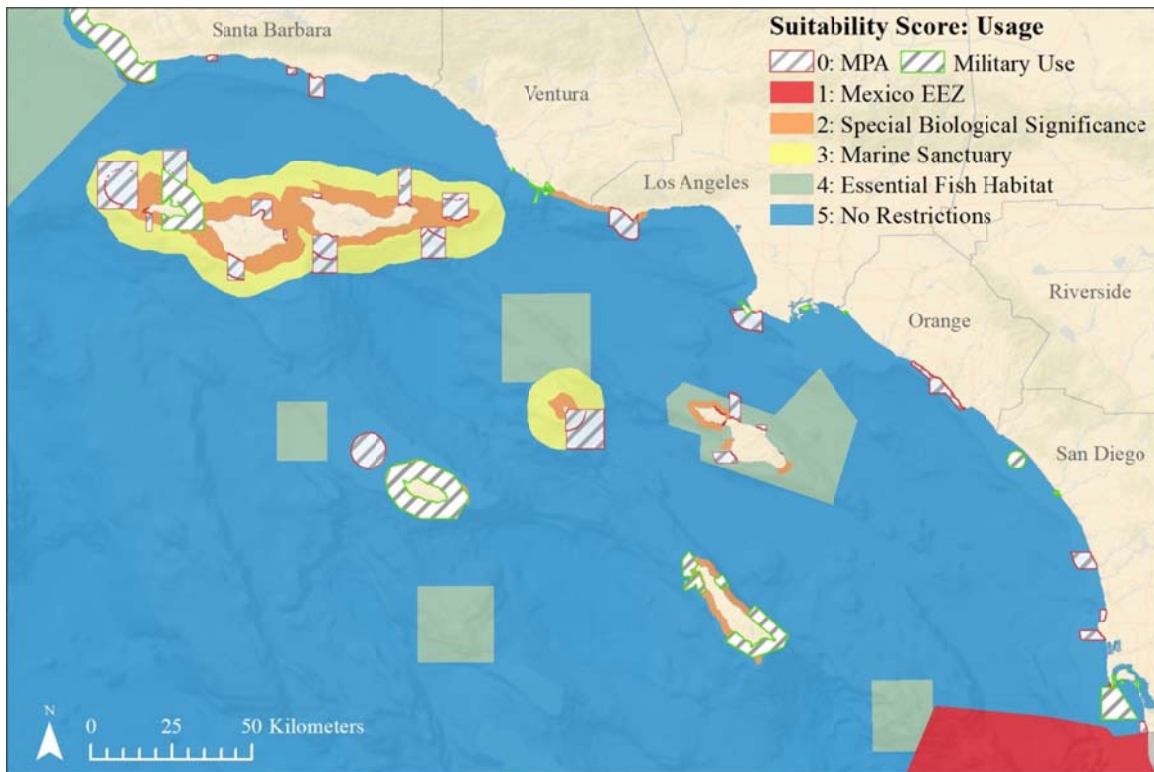 Suitability Score: Usage
0: MPA
Military Use
1: Mexico EEZ
2: Special Biological Significance
3: Marine Sanctuary
4: Essential Fish Habitat
5: No Restrictions
Santa Barbara
Ventura
Los Angeles
Riverside
Orange
San Diego
N
0 25 50 Kilometers